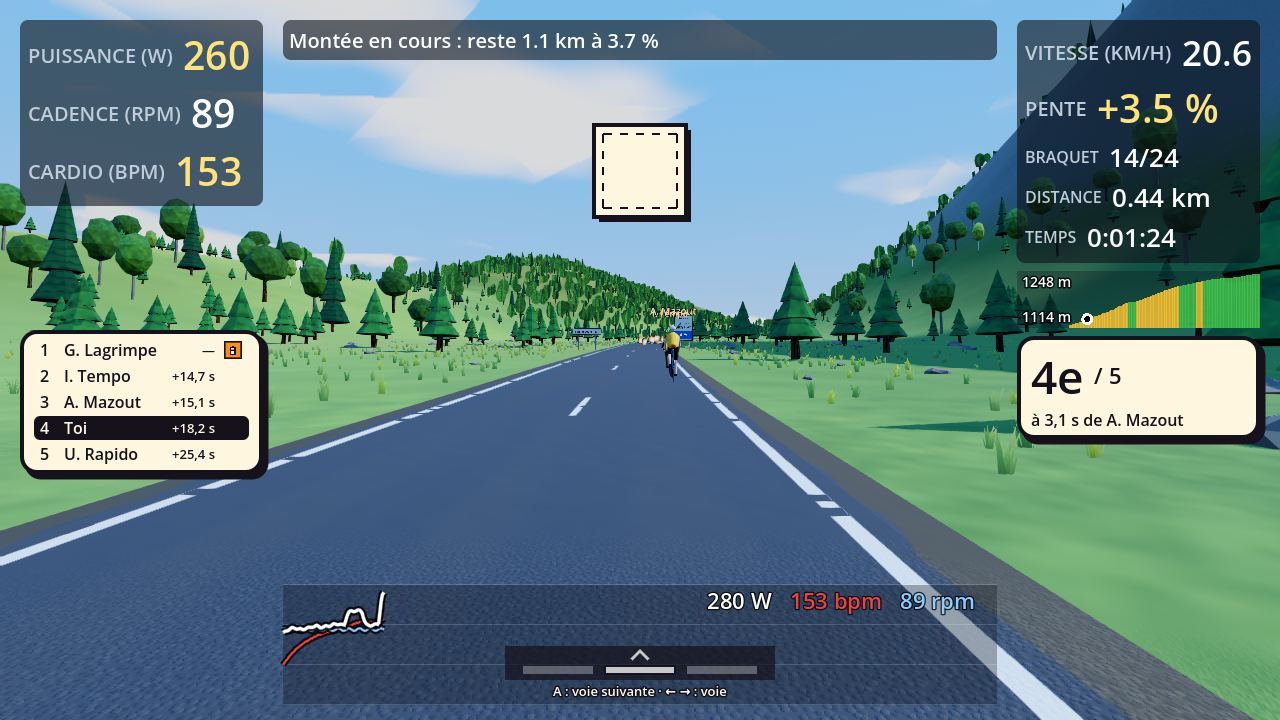 PUISSANCE (W) 260
CADENCE (RPM) 89
CARDIO (BPM) 153
Montée en cours : reste 1.1 km à 3.7 %
VITESSE (KM/H) 20.6
PENTE +3.5 %
BRAQUET 14/24
DISTANCE 0.44 km
TEMPS 0:01:24
1248 m
1114 m
1 G. Lagrimpe —
2 I. Tempo +14,7 s
3 A. Mazout +15,1 s
4 Toi +18,2 s
5 U. Rapido +25,4 s
4e / 5
à 3,1 s de A. Mazout
280 W 153 bpm 89 rpm
A : voie suivante · ← → : voie